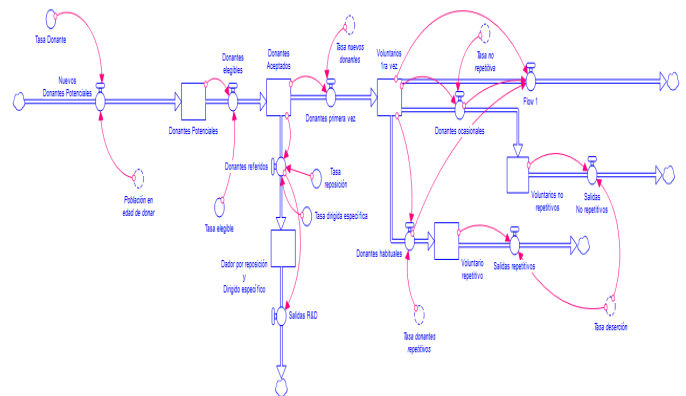 Tasa Donante
Nuevos
Donantes Potenciales
Población en
edad de donar
Donantes Potenciales
Donantes
elegibles
Tasa elegible
Donantes
Aceptados
Tasa nuevos
donantes
Donantes primera vez
Donantes referidos
Tasa
reposición
Tasa dirigida específica
Dador por reposición
y
Dirigido específico
Salidas R&D
Voluntarios
1ra vez
Tasa no
repetitiva
Donantes ocasionales
Flow 1
Voluntarios no
repetitivos
Salidas
No repetitivos
Donantes habituales
Voluntario
repetitivo
Salidas repetitivos
Tasa donantes
repetitivos
Tasa deserción